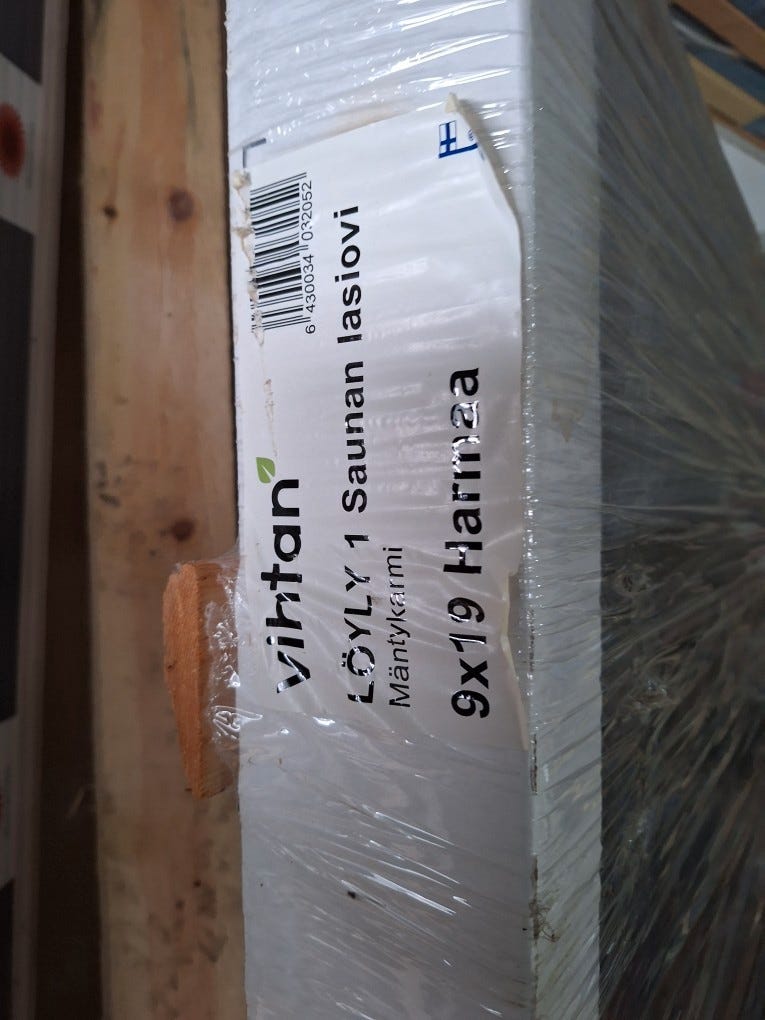 vihtan
6 430034 032052
LÖYLY 1 Saunan lasiovi
Mäntykarmi
9x19 Harmaa